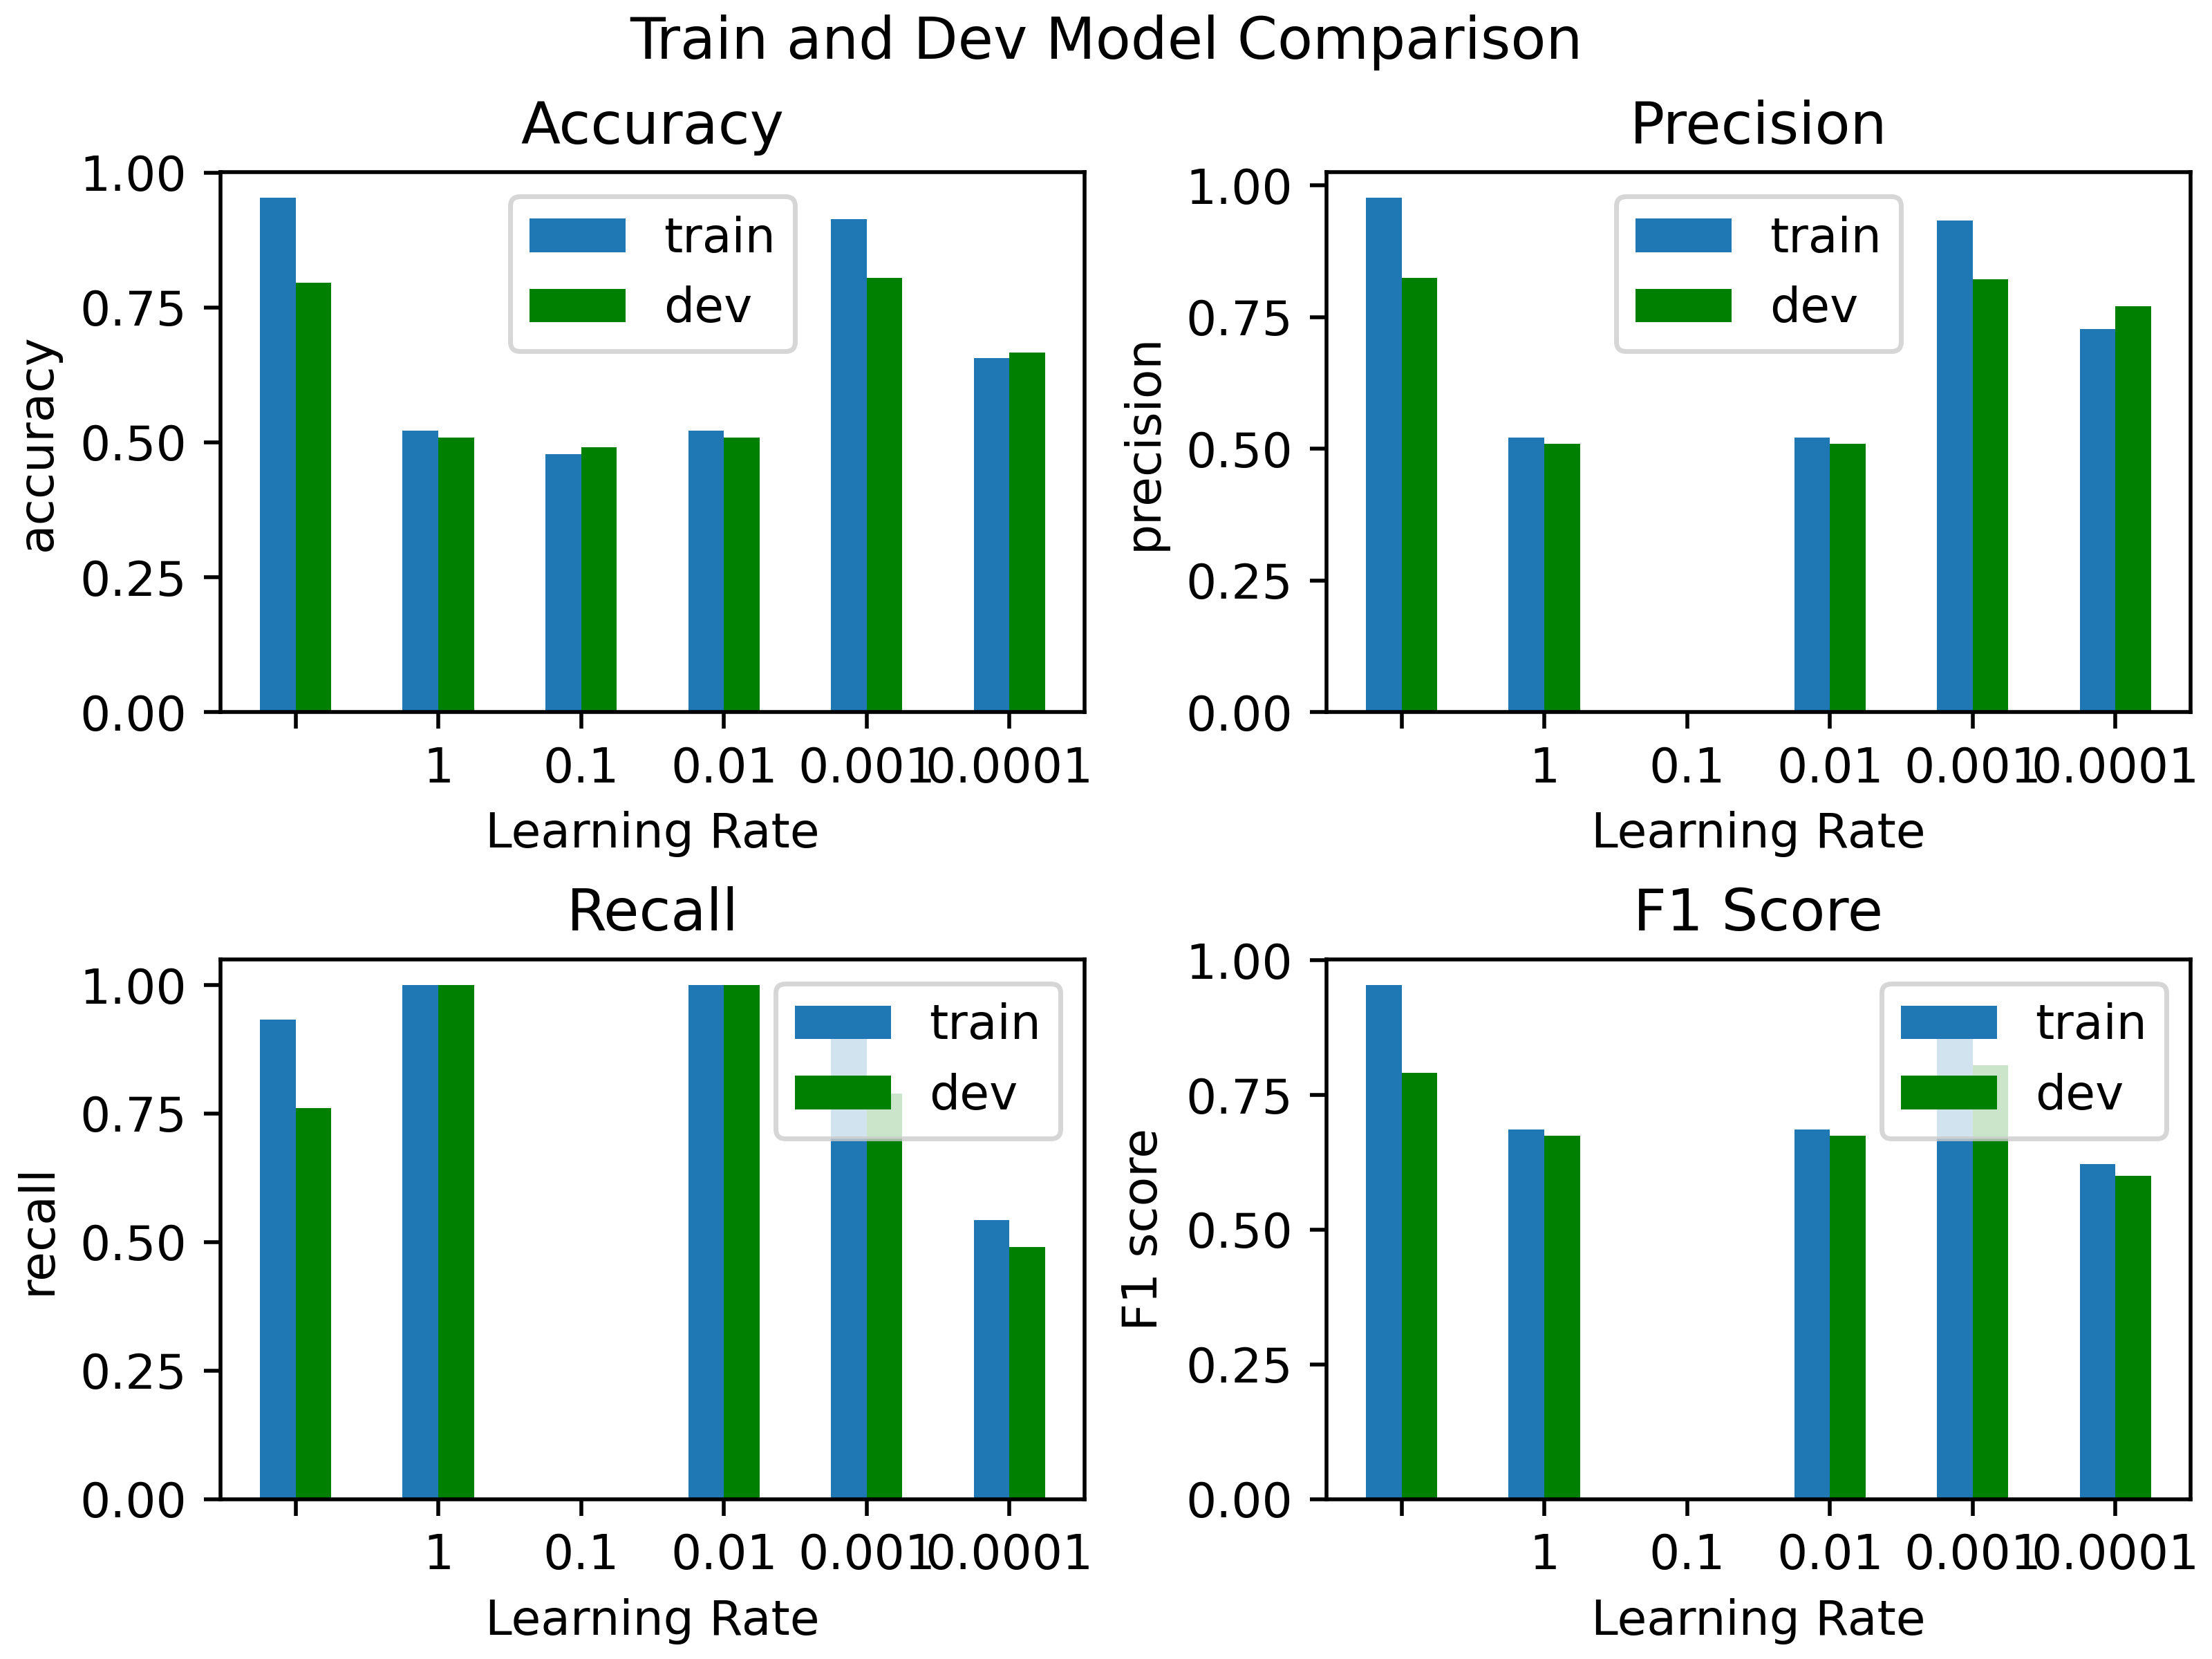 Train and Dev Model Comparison
Accuracy
1.00
0.75
0.50
0.25
0.00
accuracy
train
dev
1 0.1 0.01 0.001 0.0001
Learning Rate
Precision
1.00
0.75
0.50
0.25
0.00
precision
train
dev
1 0.1 0.01 0.001 0.0001
Learning Rate
Recall
1.00
0.75
0.50
0.25
0.00
recall
train
dev
1 0.1 0.01 0.001 0.0001
Learning Rate
F1 Score
1.00
0.75
0.50
0.25
0.00
F1 score
train
dev
1 0.1 0.01 0.001 0.0001
Learning Rate